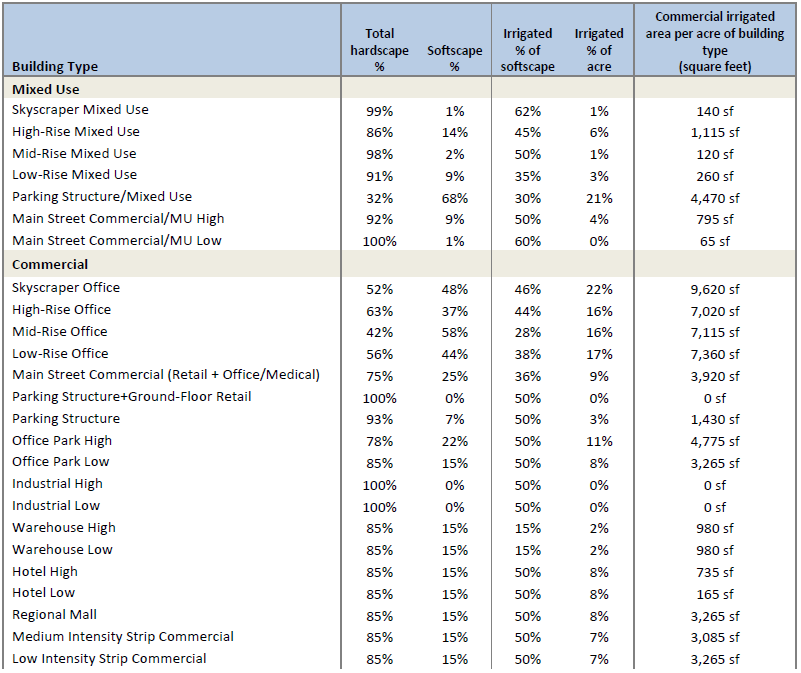 Building Type Total hardscape % Softscape % Irrigated % of softscape Irrigated % of acre Commercial irrigated area per acre of building type (square feet)
Mixed Use
Skyscraper Mixed Use 99% 1% 62% 1% 140 sf
High-Rise Mixed Use 86% 14% 45% 6% 1,115 sf
Mid-Rise Mixed Use 98% 2% 50% 1% 120 sf
Low-Rise Mixed Use 91% 9% 35% 3% 260 sf
Parking Structure/Mixed Use 32% 68% 30% 21% 4,470 sf
Main Street Commercial/MU High 92% 9% 50% 4% 795 sf
Main Street Commercial/MU Low 100% 1% 60% 0% 65 sf
Commercial
Skyscraper Office 52% 48% 46% 22% 9,620 sf
High-Rise Office 63% 37% 44% 16% 7,020 sf
Mid-Rise Office 42% 58% 28% 16% 7,115 sf
Low-Rise Office 56% 44% 38% 17% 7,360 sf
Main Street Commercial (Retail + Office/Medical) 75% 25% 36% 9% 3,920 sf
Parking Structure+Ground-Floor Retail 100% 0% 50% 0% 0 sf
Parking Structure 93% 7% 50% 3% 1,430 sf
Office Park High 78% 22% 50% 11% 4,775 sf
Office Park Low 85% 15% 50% 8% 3,265 sf
Industrial High 100% 0% 50% 0% 0 sf
Industrial Low 100% 0% 50% 0% 0 sf
Warehouse High 85% 15% 15% 2% 980 sf
Warehouse Low 85% 15% 15% 2% 980 sf
Hotel High 85% 15% 50% 8% 735 sf
Hotel Low 85% 15% 50% 8% 165 sf
Regional Mall 85% 15% 50% 8% 3,265 sf
Medium Intensity Strip Commercial 85% 15% 50% 7% 3,085 sf
Low Intensity Strip Commercial 85% 15% 50% 7% 3,265 sf